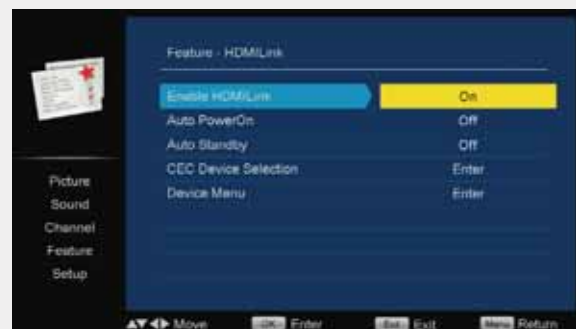 Feature - HDMILink
Enable HDMILink On
Auto PowerOn Off
Auto Standby Off
CEC Device Selection Enter
Device Menu Enter
Picture
Sound
Channel
Feature
Setup
Move OK Enter Exit Exit Menu Return